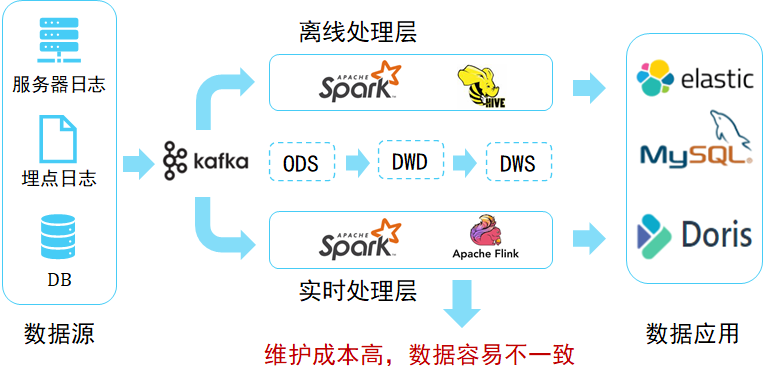 离线处理层
服务器日志
APACHE
Spark
HIVE
elastic
埋点日志
kafka
ODS
DWD
DWS
MySQL
DB
APACHE
Spark
Apache Flink
Doris
实时处理层
数据源
数据应用
维护成本高，数据容易不一致